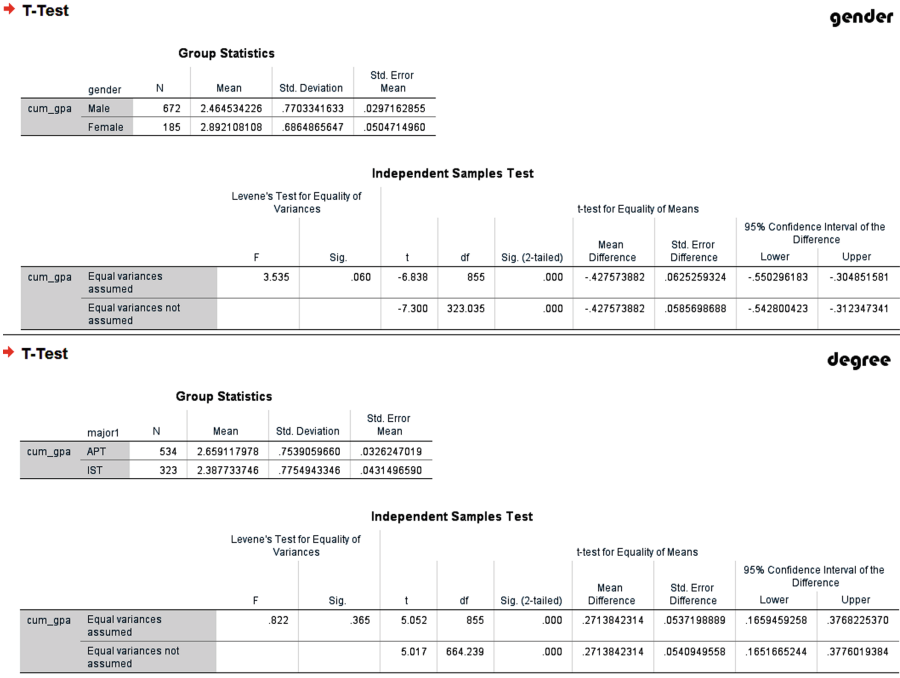 T-Test
gender
Group Statistics
gender N Mean Std. Deviation Std. Error Mean
cum_gpa Male 672 2.464534226 .7703341633 .0297162855
Female 185 2.892108108 .6864865647 .0504714960
Independent Samples Test
Levene's Test for Equality of Variances
t-test for Equality of Means
F Sig. t df Sig. (2-tailed) Mean Difference Std. Error Difference 95% Confidence Interval of the Difference
Lower Upper
cum_gpa Equal variances assumed 3.535 .060 -6.838 855 .000 -.427573882 .0625259324 -.550296183 -.304851581
Equal variances not assumed -7.300 323.035 .000 -.427573882 .0585698688 -.542800423 -.312347341
T-Test
degree
Group Statistics
major1 N Mean Std. Deviation Std. Error Mean
cum_gpa APT 534 2.659117978 .7539059660 .0326247019
IST 323 2.387733746 .7754943346 .0431496590
Independent Samples Test
Levene's Test for Equality of Variances
t-test for Equality of Means
F Sig. t df Sig. (2-tailed) Mean Difference Std. Error Difference 95% Confidence Interval of the Difference
Lower Upper
cum_gpa Equal variances assumed .822 .365 5.052 855 .000 .2713842314 .0537198889 .1659459258 .3768225370
Equal variances not assumed 5.017 664.239 .000 .2713842314 .0540949558 .1651665244 .3776019384